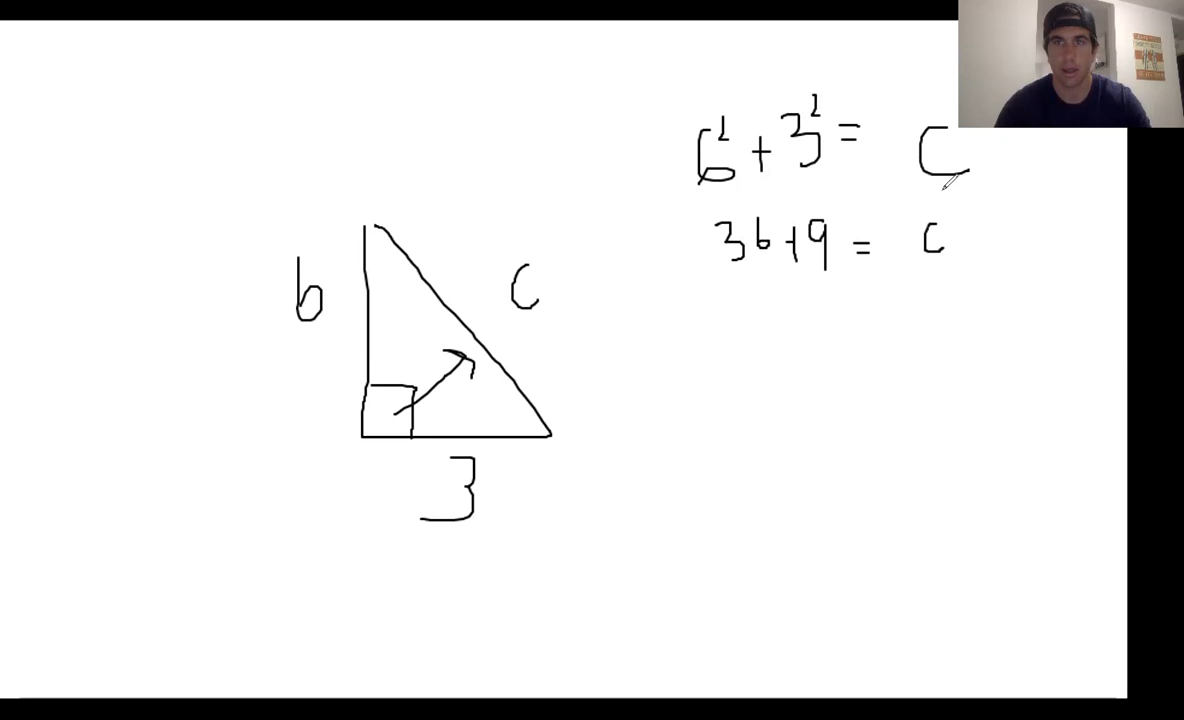 6² + 3² = C
36+9 = c
6
c
3